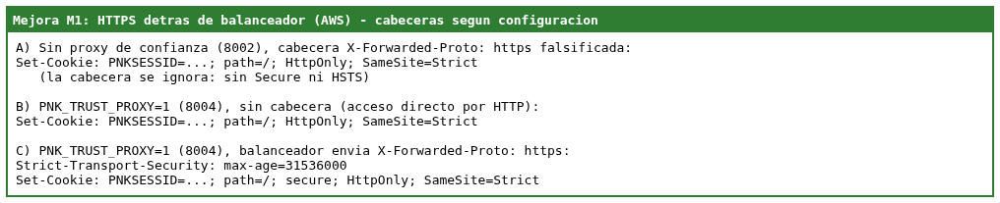 Mejora M1: HTTPS detras de balanceador (AWS) - cabeceras segun configuracion
A) Sin proxy de confianza (8002), cabecera X-Forwarded-Proto: https falsificada:
Set-Cookie: PNKSESSID=...; path=/; HttpOnly; SameSite=Strict
(la cabecera se ignora: sin Secure ni HSTS)
B) PNK_TRUST_PROXY=1 (8004), sin cabecera (acceso directo por HTTP):
Set-Cookie: PNKSESSID=...; path=/; HttpOnly; SameSite=Strict
C) PNK_TRUST_PROXY=1 (8004), balanceador envia X-Forwarded-Proto: https:
Strict-Transport-Security: max-age=31536000
Set-Cookie: PNKSESSID=...; path=/; secure; HttpOnly; SameSite=Strict